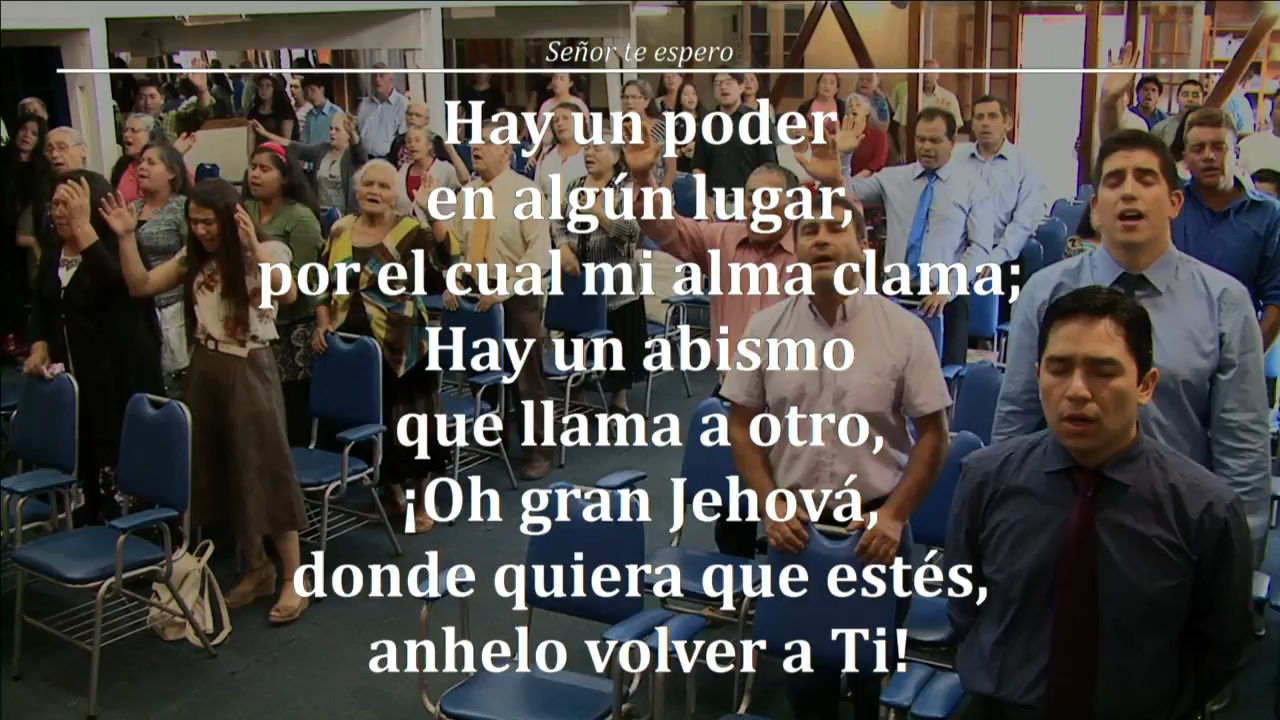 Señor te espero
Hay un poder
en algún lugar,
por el cual mi alma clama;
Hay un abismo
que llama a otro,
¡Oh gran Jehová,
donde quiera que estés,
anhelo volver a Ti!